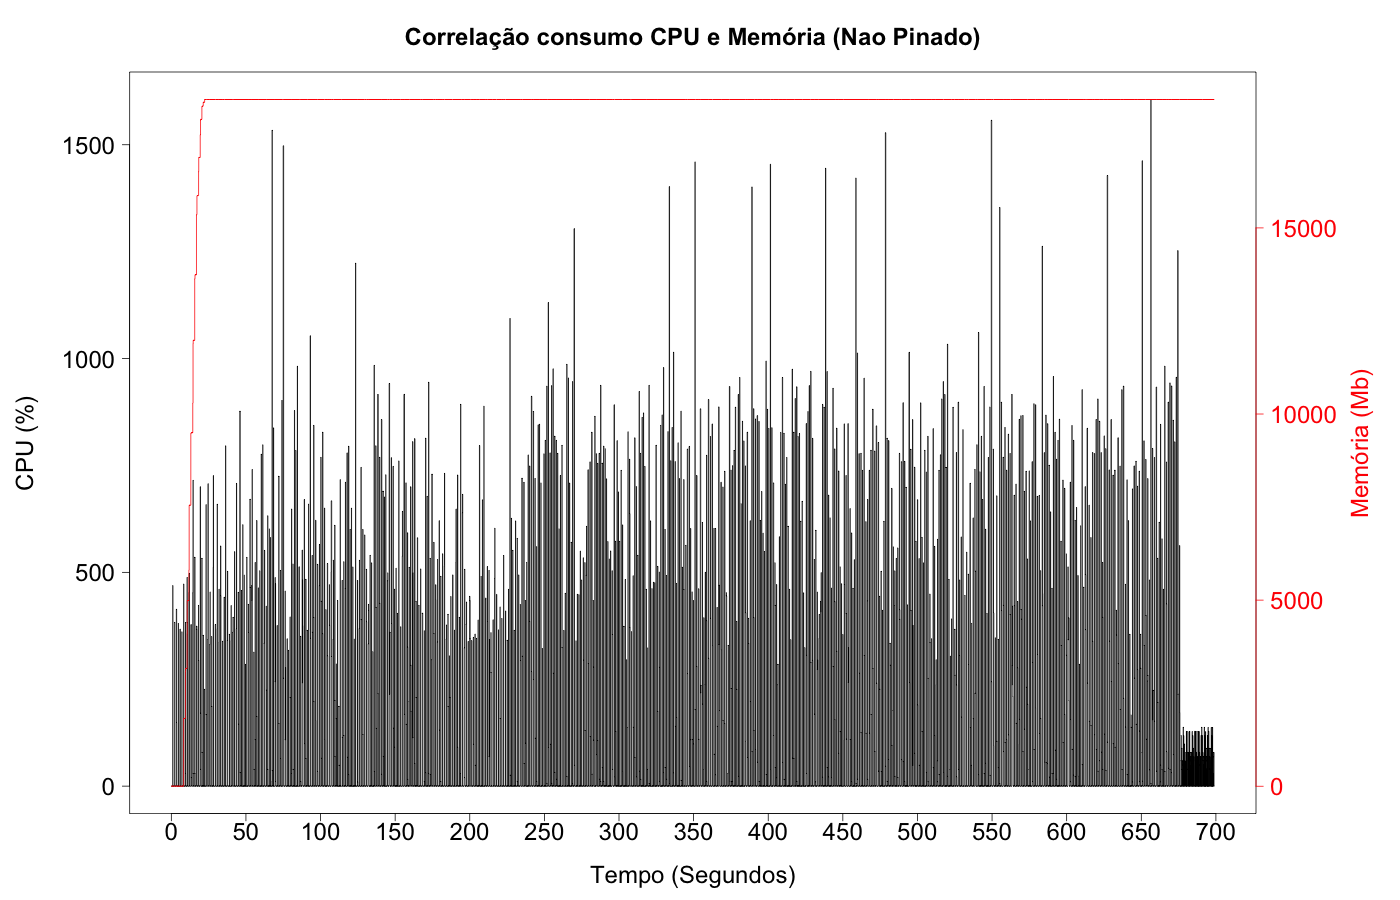 Correlação consumo CPU e Memória (Nao Pinado)
1500
1000
500
0
CPU (%)
15000
10000
5000
0
Memória (Mb)
0 50 100 150 200 250 300 350 400 450 500 550 600 650 700
Tempo (Segundos)